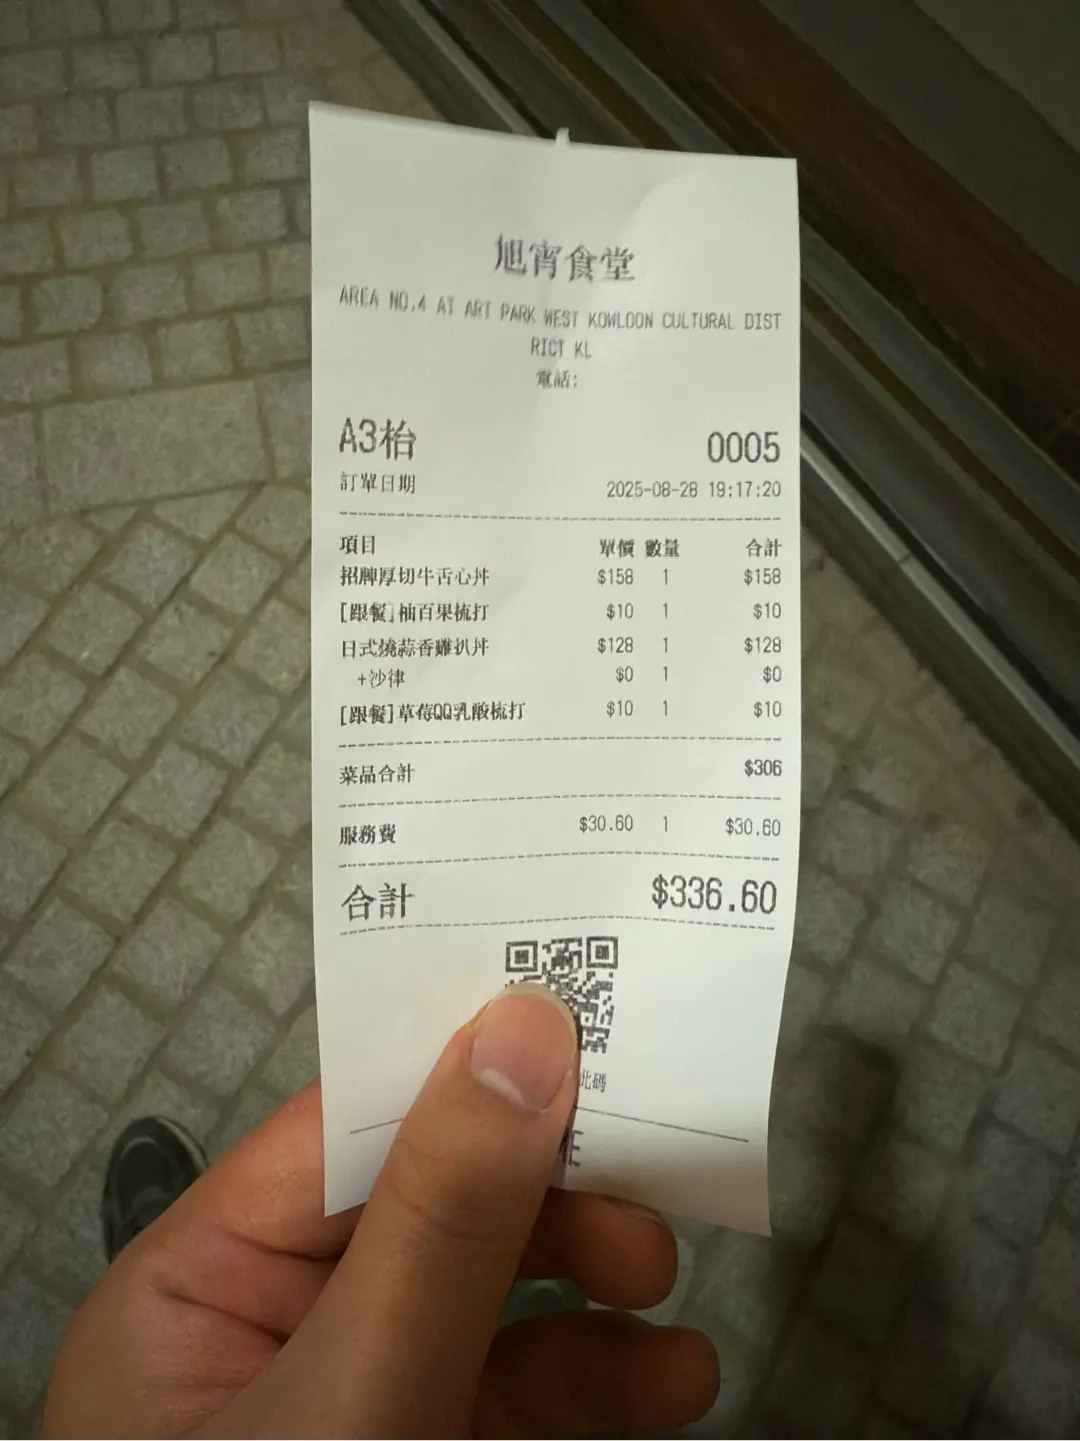 旭宵食堂
AREA NO.4 AT ART PARK WEST KOWLOON CULTURAL DIST
RICT KL
電話:
A3枱 0005
訂單日期 2025-08-28 19:17:20
項目 單價 數量 合計
招牌厚切牛舌心丼 $158 1 $158
[跟餐]柚百果梳打 $10 1 $10
日式燒蒜香雞扒丼 $128 1 $128
+沙律 $0 1 $0
[跟餐]草莓QQ乳酸梳打 $10 1 $10
菜品合計 $306
服務費 $30.60 1 $30.60
合計 $336.60
此碼